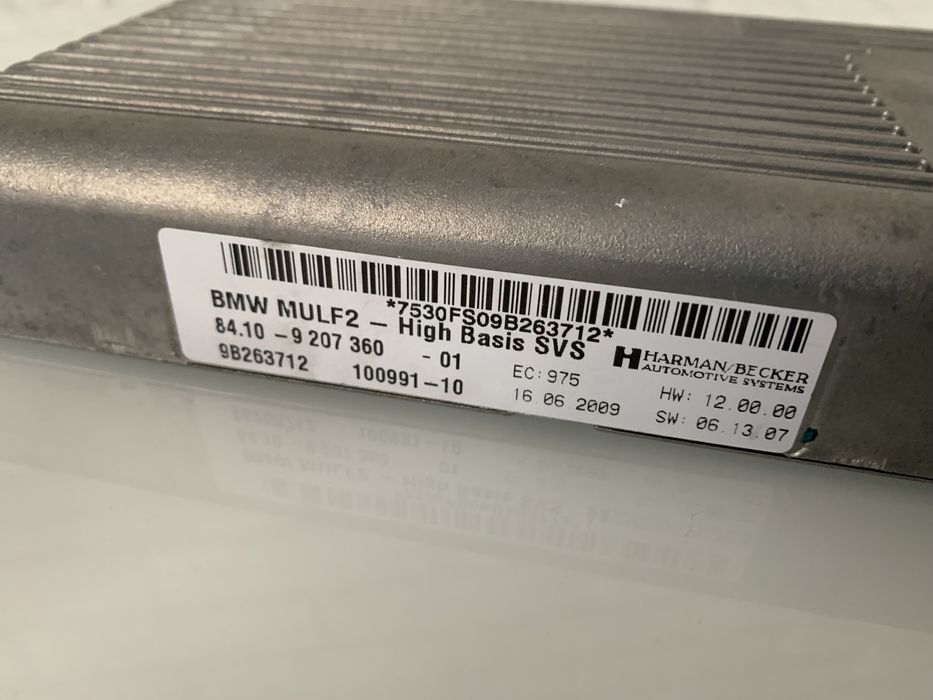 *7530FS09B263712*
BMW MULF2 - High Basis SVS
84.10 - 9 207 360 - 01
9B263712 100991-10
EC: 975
16.06.2009
HARMAN/BECKER
AUTOMOTIVE SYSTEMS
HW: 12.00.00
SW: 06.13.07